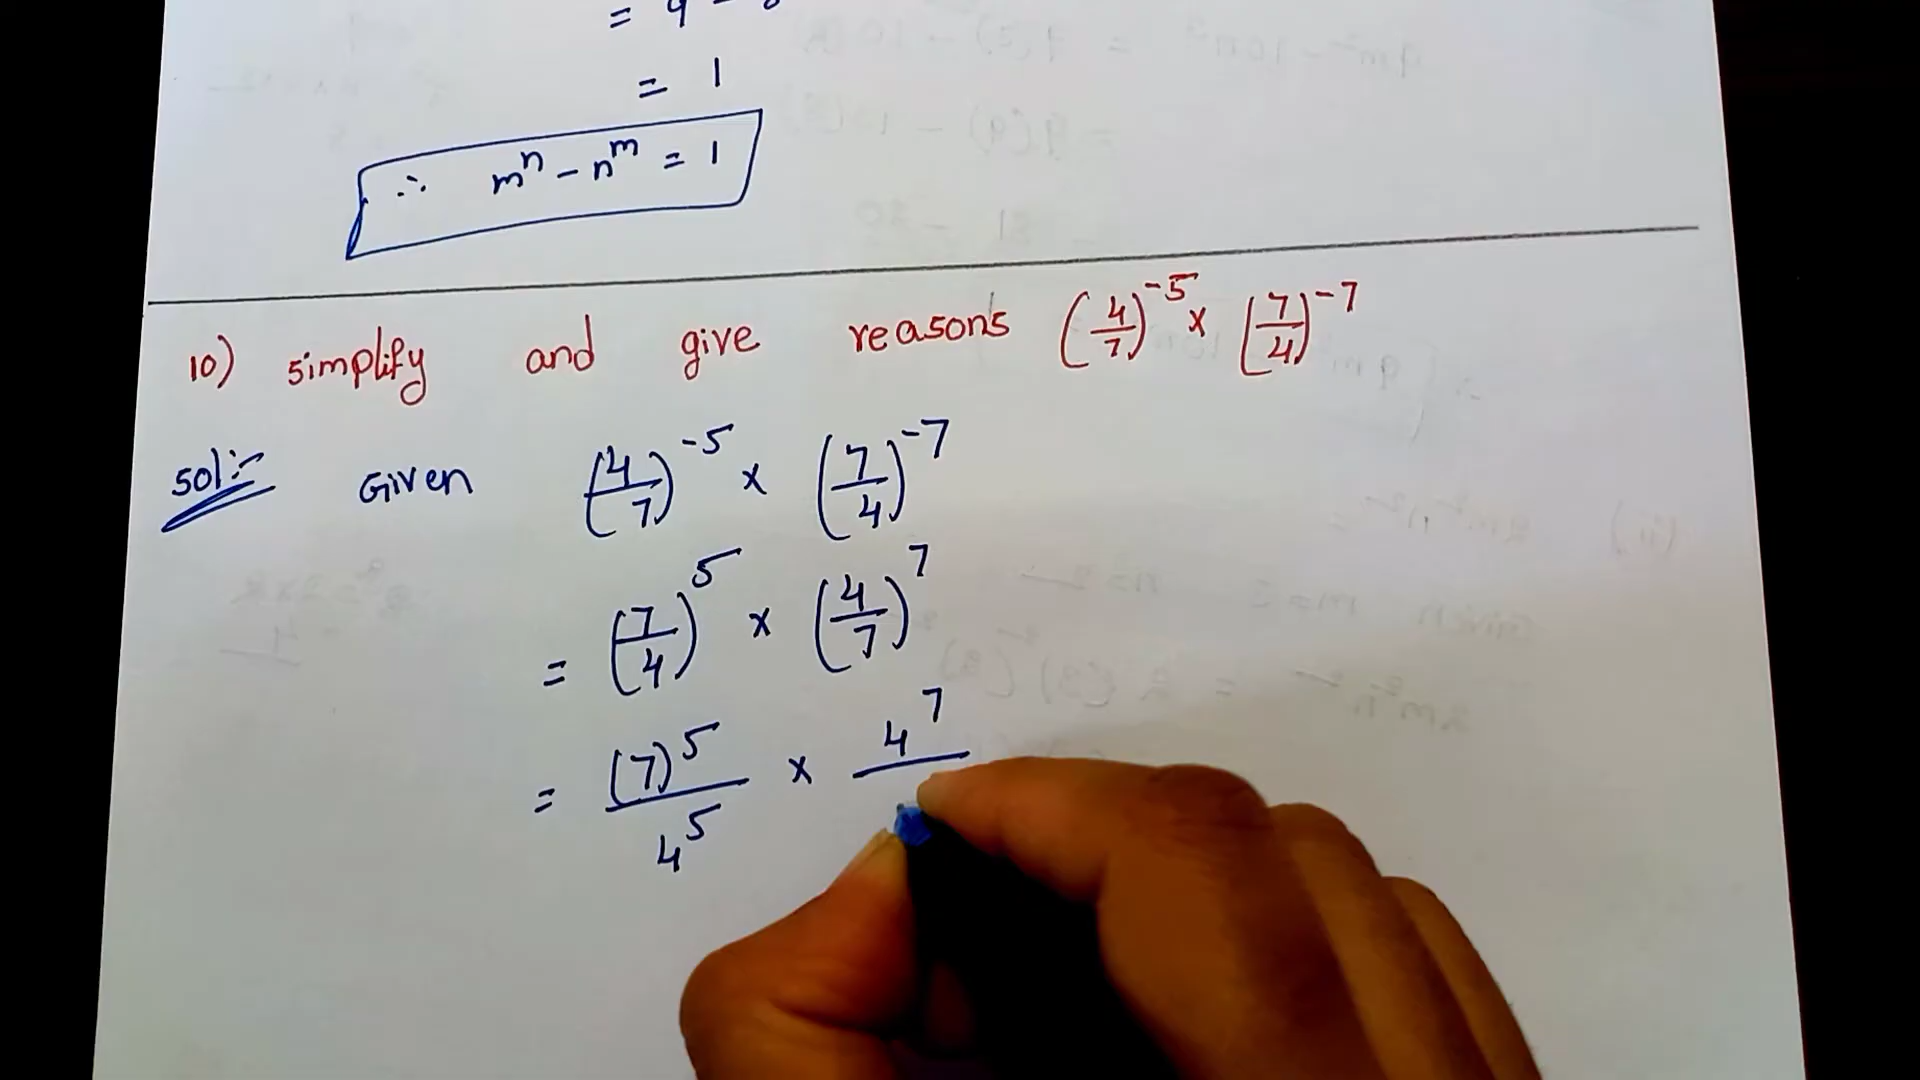 = 1
∴ mⁿ - nᵐ = 1
10) simplify and give reasons (4/7)⁻⁵ × (7/4)⁻⁷
Sol:- Given (4/7)⁻⁵ × (7/4)⁻⁷
= (7/4)⁵ × (4/7)⁷
= (7)⁵/4⁵ × 4⁷/